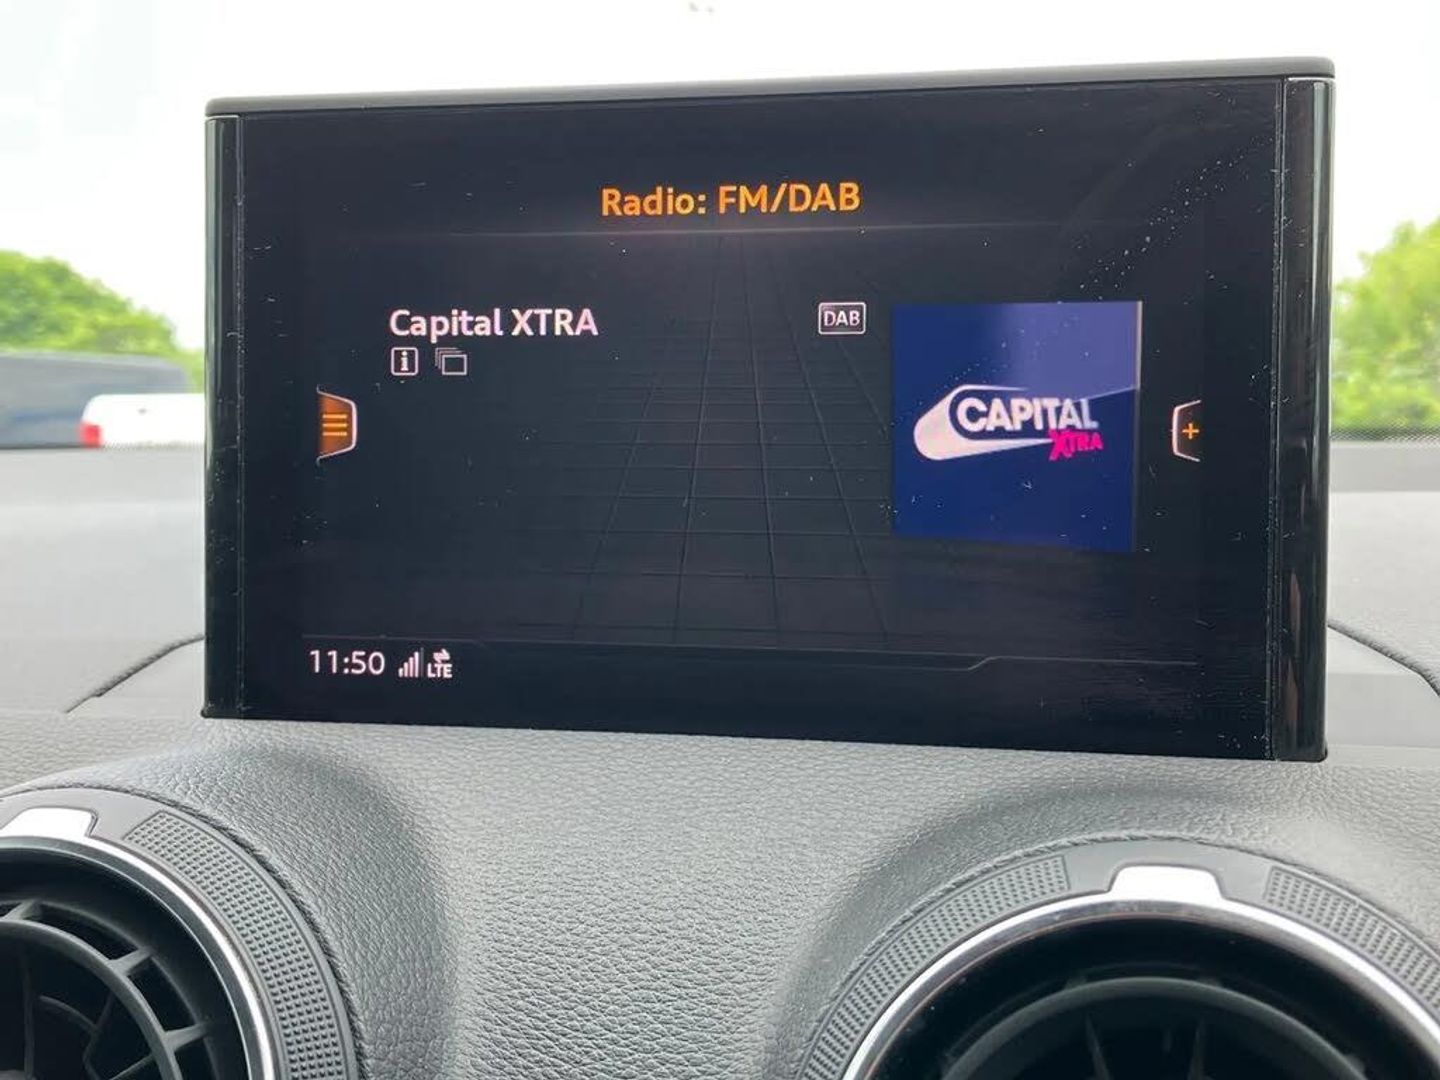 Radio: FM/DAB
Capital XTRA
DAB
CAPITAL
XTRA
11:50 LTE